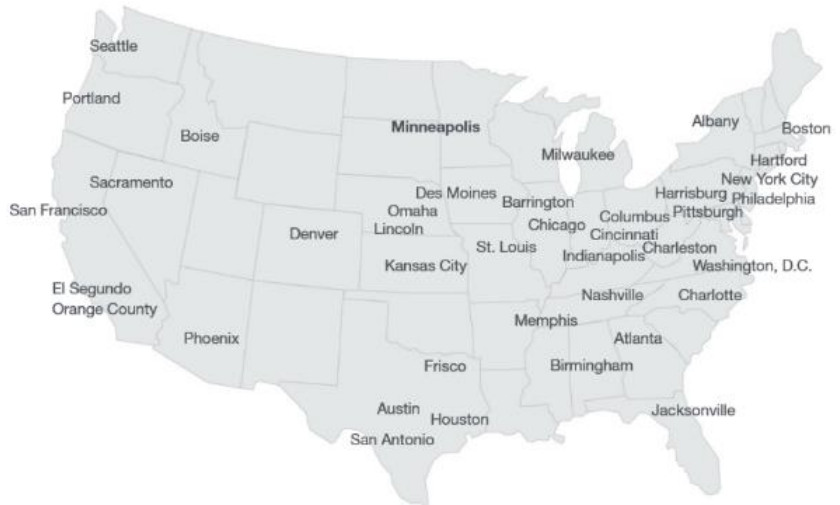 Seattle
Portland
Boise
Minneapolis
Albany
Boston
Milwaukee
Hartford
Sacramento
New York City
Des Moines
Harrisburg
Philadelphia
San Francisco
Omaha
Barrington
Pittsburgh
Columbus
Lincoln
Chicago
Denver
Cincinnati
St. Louis
Charleston
Indianapolis
Kansas City
Washington, D.C.
El Segundo
Orange County
Nashville
Charlotte
Memphis
Phoenix
Atlanta
Frisco
Birmingham
Austin
Houston
Jacksonville
San Antonio